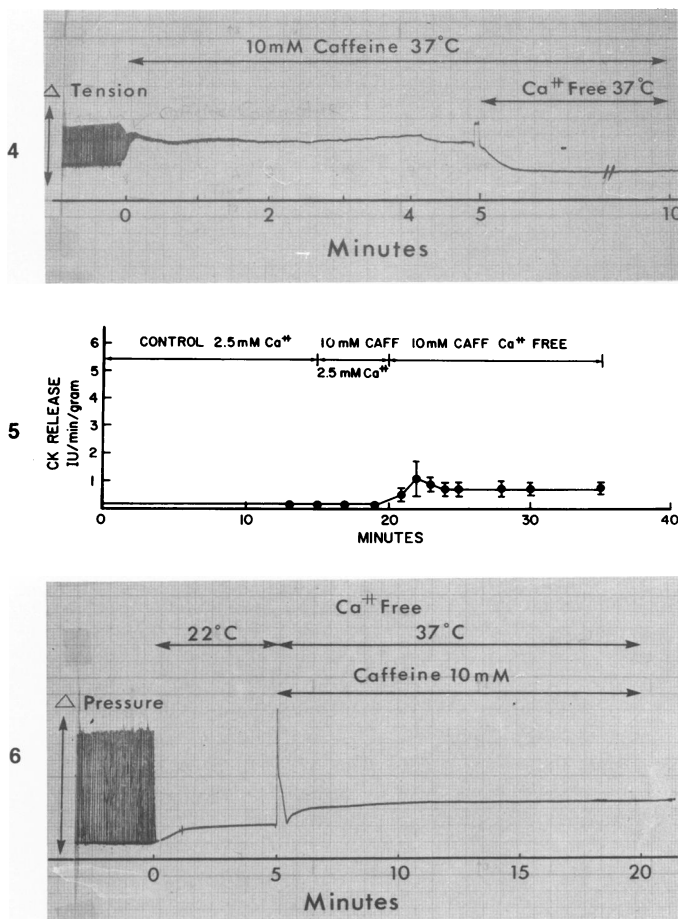 10mM Caffeine 37°C
Δ Tension
Ca⁺⁺ Free 37°C
4
0 2 3 4 5 10
Minutes
6
CONTROL 2.5mM Ca⁺⁺ 10mM CAFF 10mM CAFF Ca⁺⁺ FREE
2.5mM Ca⁺⁺
5
4
3
2
1
5
CK RELEASE
IU/min/gram
0 10 20 30 40
MINUTES
Ca⁺⁺ Free
22°C 37°C
Caffeine 10mM
Δ Pressure
6
0 5 10 15 20
Minutes